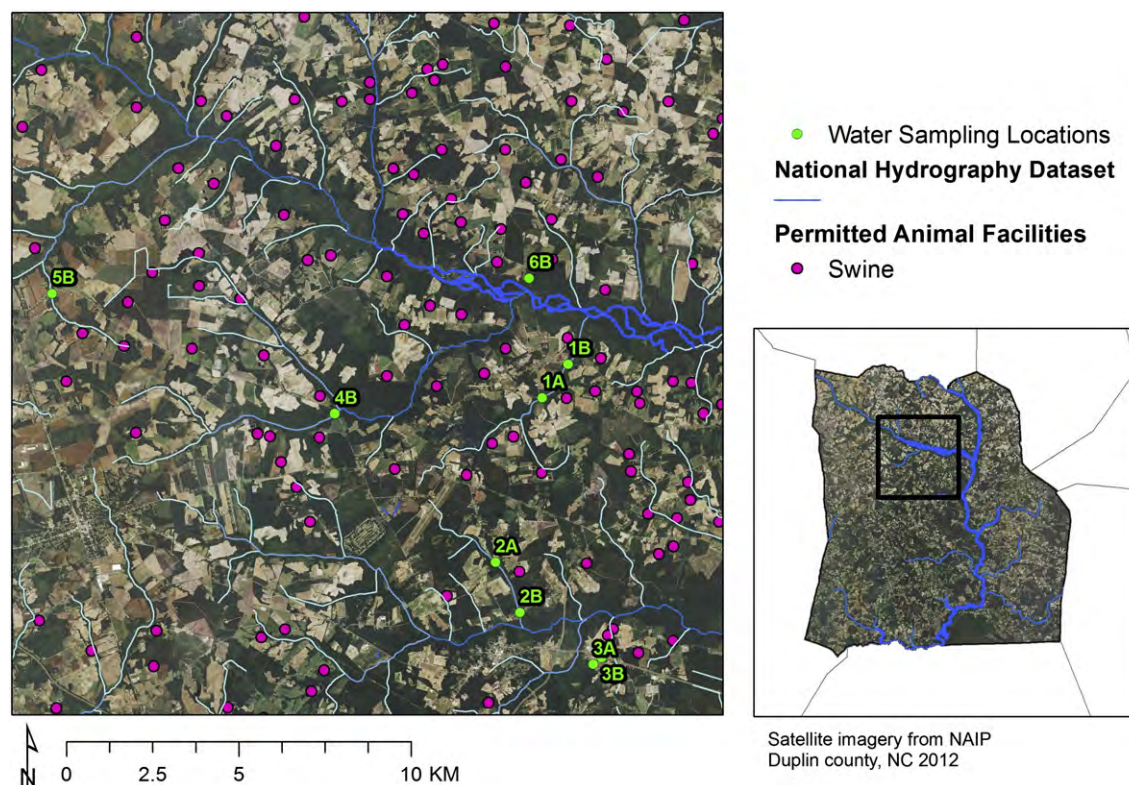 5B
6B
1B
1A
4B
2A
2B
3A
3B
Water Sampling Locations
National Hydrography Dataset
Permitted Animal Facilities
Swine
N
0 2.5 5 10 KM
Satellite imagery from NAIP
Duplin county, NC 2012